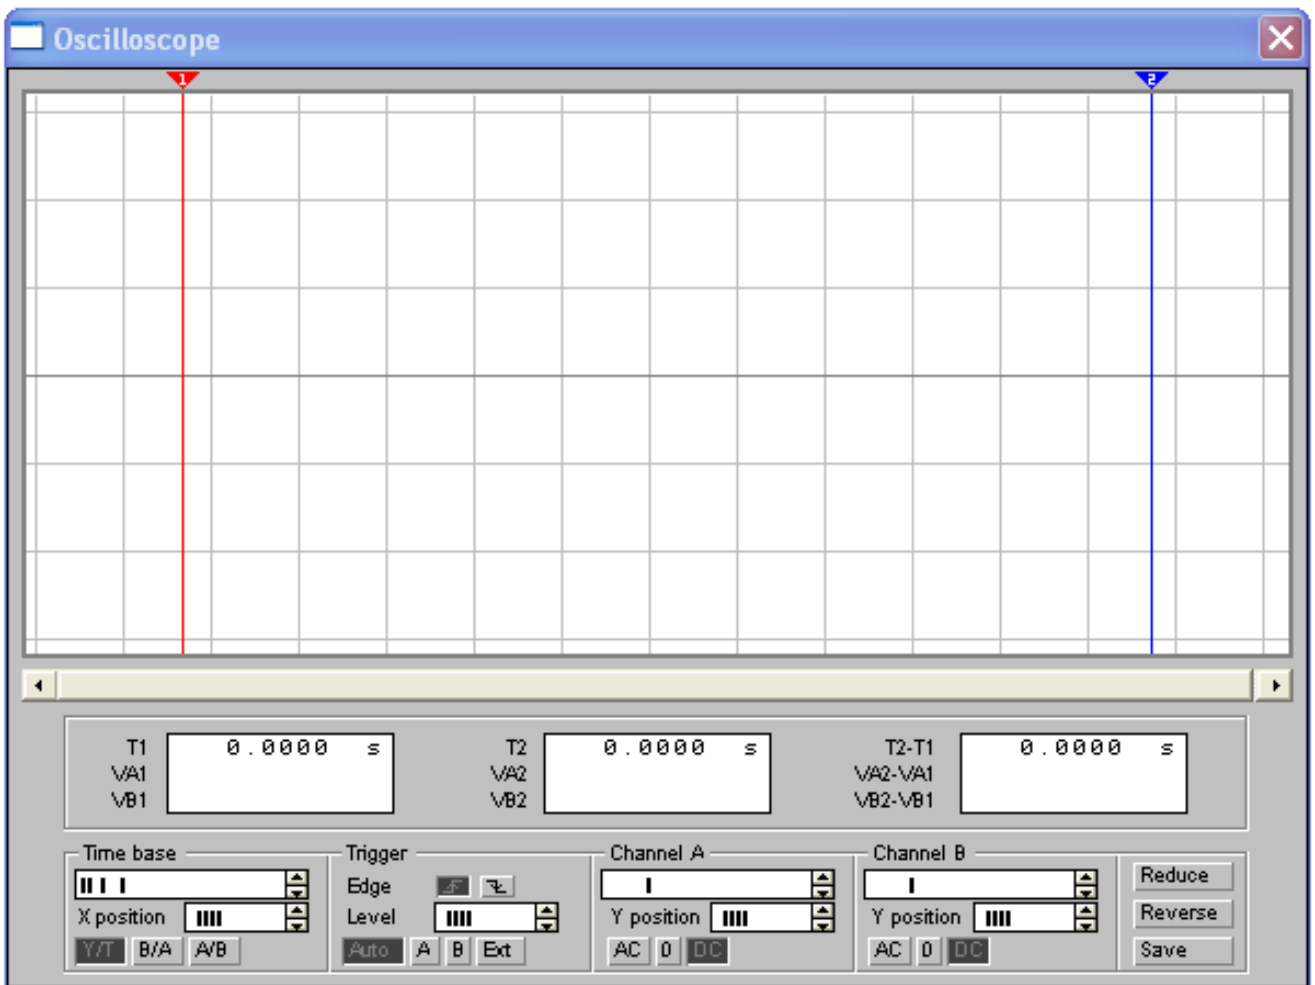 Oscilloscope
1 2
T1 0.0000 s T2 0.0000 s T2-T1 0.0000 s
VA1 VA2 VA2-VA1
VB1 VB2 VB2-VB1
Time base Trigger Channel A Channel B
Edge Reduce
X position Level Y position Y position Reverse
Y/T B/A A/B Auto A B Ext AC 0 DC AC 0 DC Save